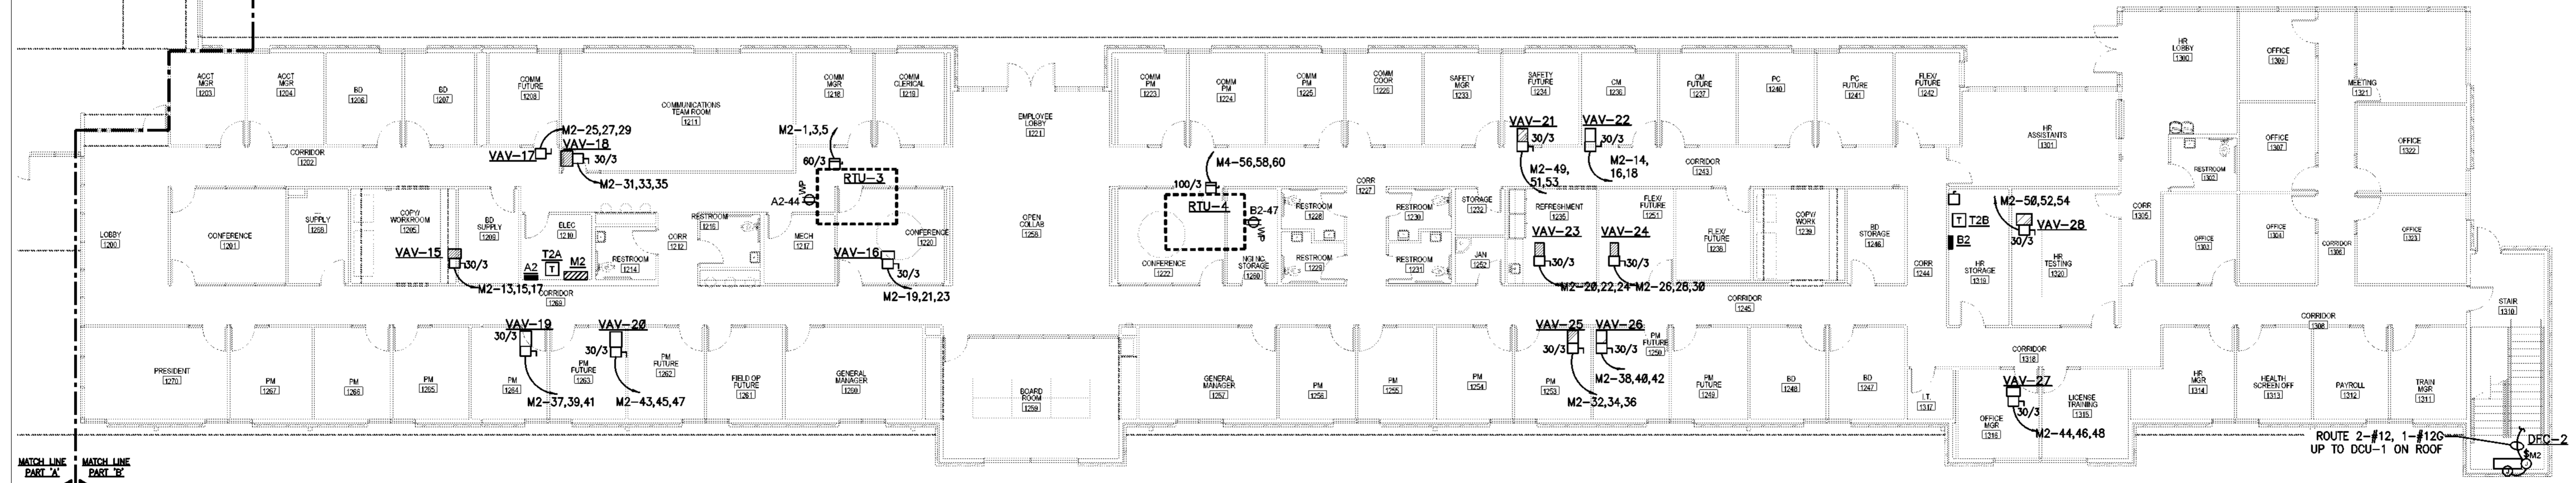 ACCT
MGR
1203
ACCT
MGR
1204
BD
1206
BD
1207
COMM
FUTURE
1208
COMMUNICATIONS
TEAM ROOM
1211
COMM
MGR
1218
COMM
CLERICAL
1219
EMPLOYEE
LOBBY
1221
COMM
PM
1223
COMM
PM
1224
COMM
PM
1225
COMM
COOR
1226
SAFETY
MGR
1233
SAFETY
FUTURE
1234
CM
1236
CM
FUTURE
1237
PC
1240
PC
FUTURE
1241
FLEX/
FUTURE
1242
HR
LOBBY
1300
OFFICE
1309
MEETING
1321
HR
ASSISTANTS
1301
OFFICE
1307
OFFICE
1322
RESTROOM
1302
CORRIDOR
1202
VAV-17
M2-25,27,29
VAV-18
30/3
M2-31,33,35
M2-1,3,5
60/3
RTU-3
WP
A2-44
M4-56,58,60
100/3
RTU-4
B2-47
WP
VAV-21
30/3
M2-49,
51,53
VAV-22
30/3
M2-14,
16,18
CORRIDOR
1243
CORR
1227
LOBBY
1200
CONFERENCE
1201
SUPPLY
COPY/
WORKROOM
1205
BD
SUPPLY
1209
ELEC
1210
RESTROOM
1214
CORR
1212
RESTROOM
1216
MECH
1217
CONFERENCE
1220
OPEN
COLLAB
1258
CONFERENCE
1222
STORAGE
1260
RESTROOM
1228
RESTROOM
1229
RESTROOM
1230
RESTROOM
1231
STORAGE
1232
JAN
1252
REFRESHMENT
1235
FLEX/
FUTURE
1251
FLEX/
FUTURE
COPY/
WORK
1239
BD
STORAGE
1246
CORR
1244
T
T2B
B2
HR
STORAGE
1319
HR
TESTING
1320
M2-50,52,54
VAV-28
30/3
CORR
1305
OFFICE
1303
OFFICE
1304
CORRIDOR
1306
OFFICE
1323
VAV-15
30/3
M2-13,15,17
A2
T2A
T
M2
CORRIDOR
1269
VAV-16
30/3
M2-19,21,23
VAV-23
30/3
M2-20,22,24
VAV-24
30/3
M2-26,28,30
CORRIDOR
1245
STAIR
1310
CORRIDOR
1308
CORRIDOR
1318
PRESIDENT
1270
PM
1267
PM
1266
PM
1265
PM
1264
VAV-19
30/3
M2-37,39,41
PM
FUTURE
1263
VAV-20
30/3
M2-43,45,47
PM
FUTURE
1262
FIELD OP
FUTURE
1261
GENERAL
MANAGER
BOARD
ROOM
1259
GENERAL
MANAGER
1257
PM
1256
PM
1255
PM
1254
PM
1253
VAV-25
30/3
M2-32,34,36
VAV-26
30/3
M2-38,40,42
PM
FUTURE
1250
PM
FUTURE
1249
BD
1248
BD
1247
I.T.
1317
VAV-27
30/3
M2-44,46,48
OFFICE
MGR
1316
LICENSE
TRAINING
1315
HR
MGR
1314
HEALTH
SCREEN OFF
1313
PAYROLL
1312
TRAIN
MGR
1311
ROUTE 2-#12, 1-#12G
UP TO DCU-1 ON ROOF
DFC-2
M2
J
J
MATCH LINE
PART 'A'
MATCH LINE
PART 'B'